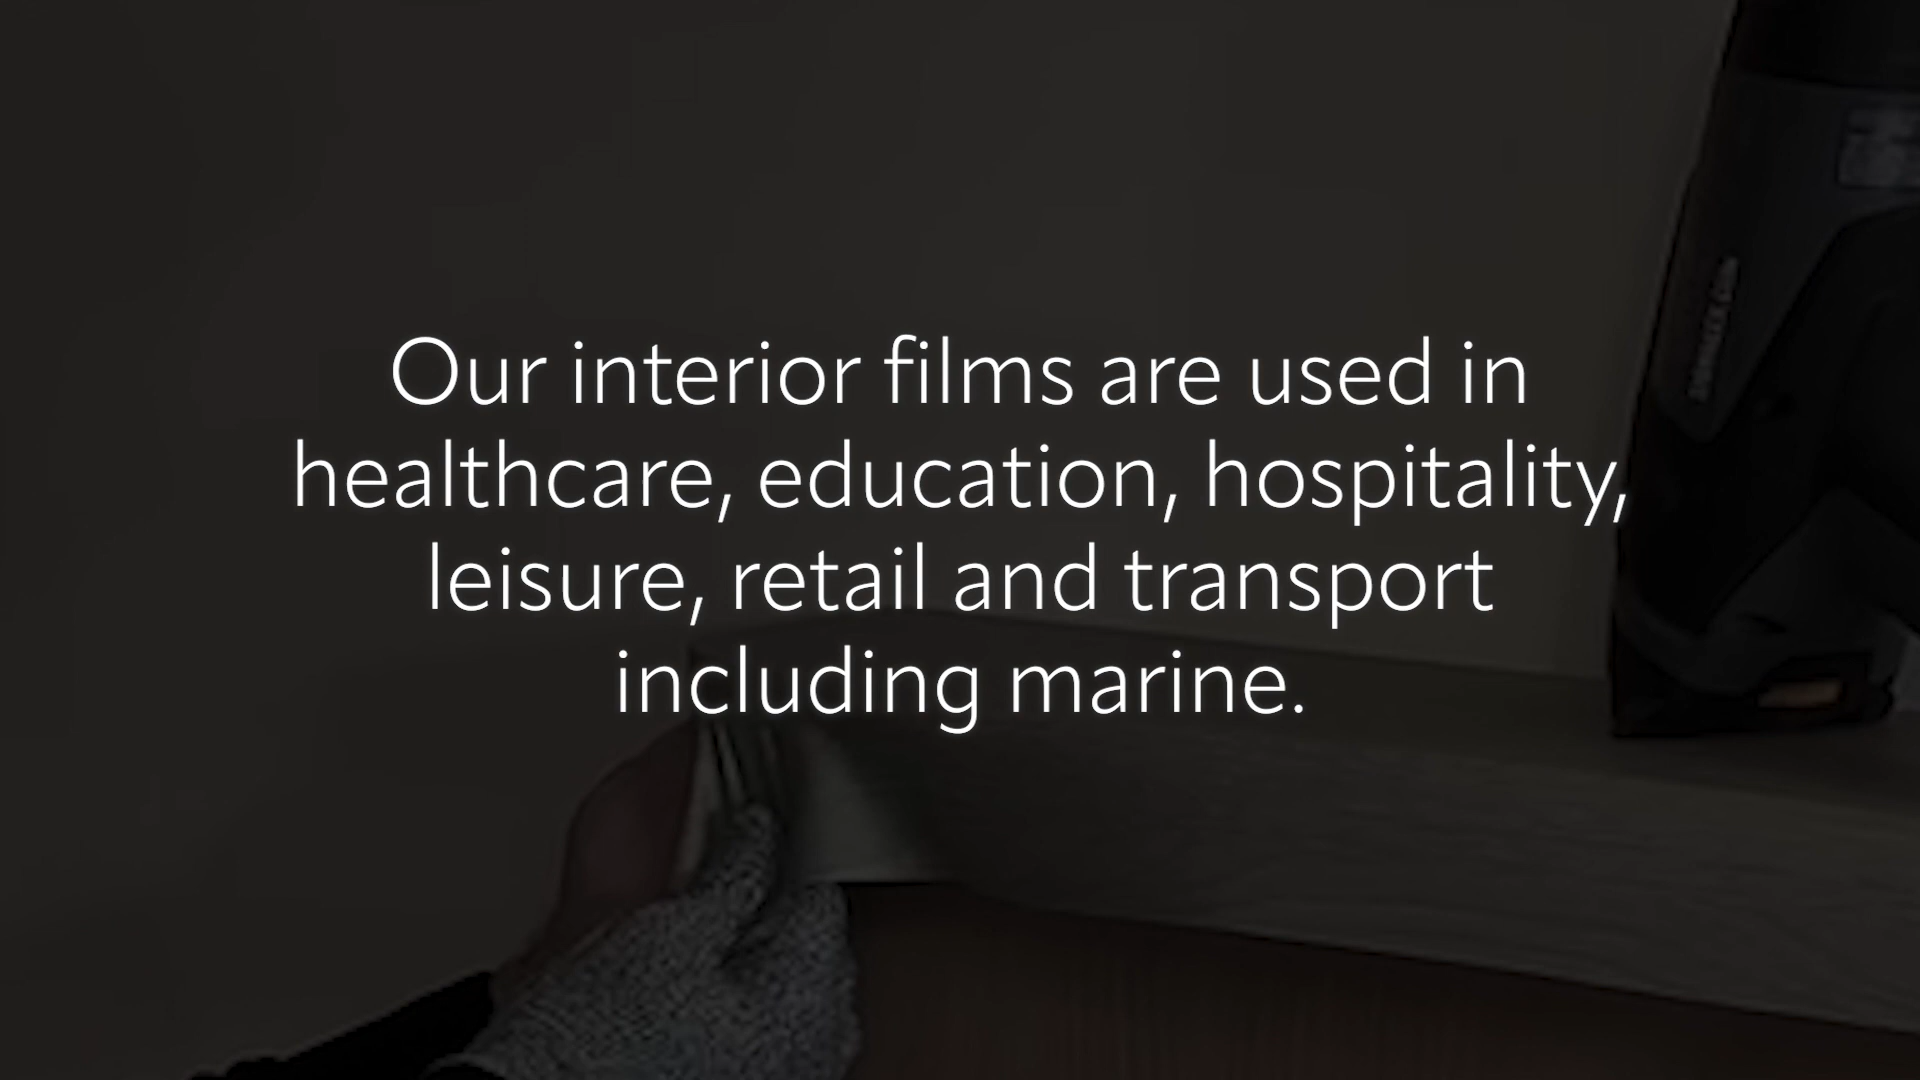 Our interior films are used in
healthcare, education, hospitality,
leisure, retail and transport
including marine.